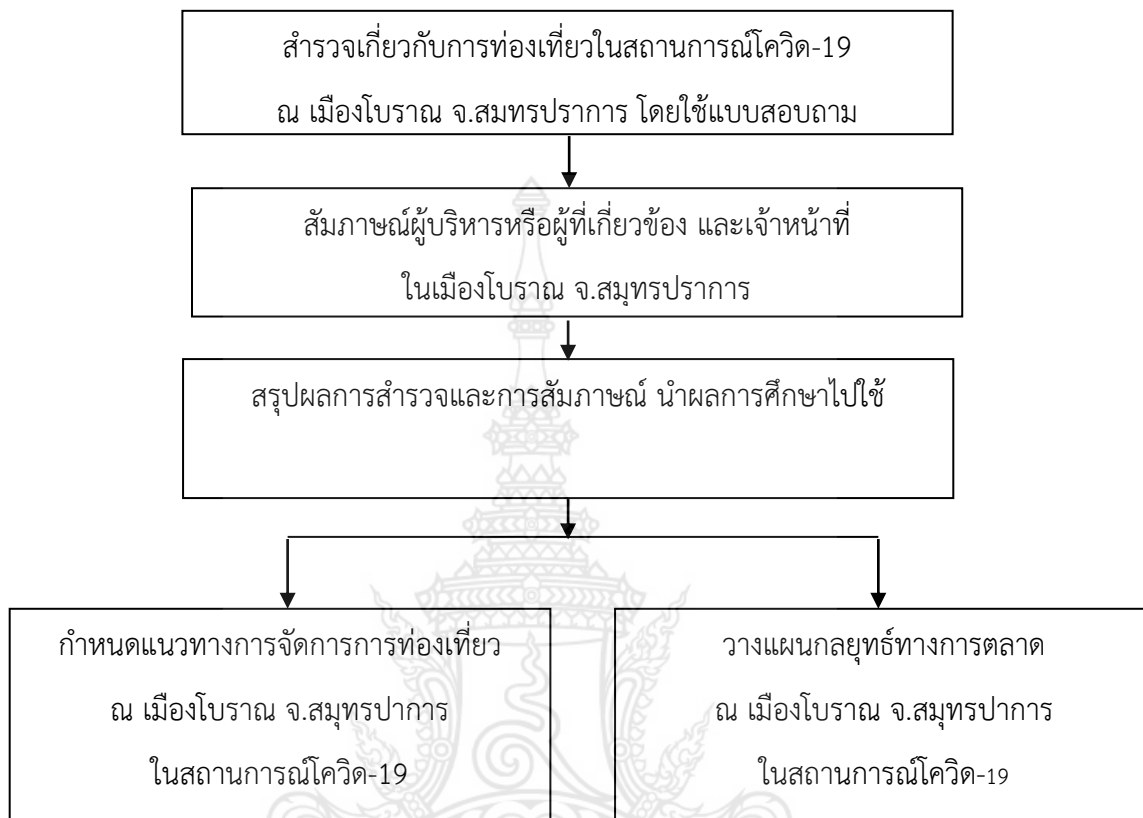 สำรวจเกี่ยวกับการท่องเที่ยวในสถานการณ์โควิด-19
ณ เมืองโบราณ จ.สมทรปราการ โดยใช้แบบสอบถาม
สัมภาษณ์ผู้บริหารหรือผู้ที่เกี่ยวข้อง และเจ้าหน้าที่
ในเมืองโบราณ จ.สมุทรปราการ
สรุปผลการสำรวจและการสัมภาษณ์ นำผลการศึกษาไปใช้
กำหนดแนวทางการจัดการการท่องเที่ยว
ณ เมืองโบราณ จ.สมุทรปาการ
ในสถานการณ์โควิด-19
วางแผนกลยุทธ์ทางการตลาด
ณ เมืองโบราณ จ.สมุทรปาการ
ในสถานการณ์โควิด-19